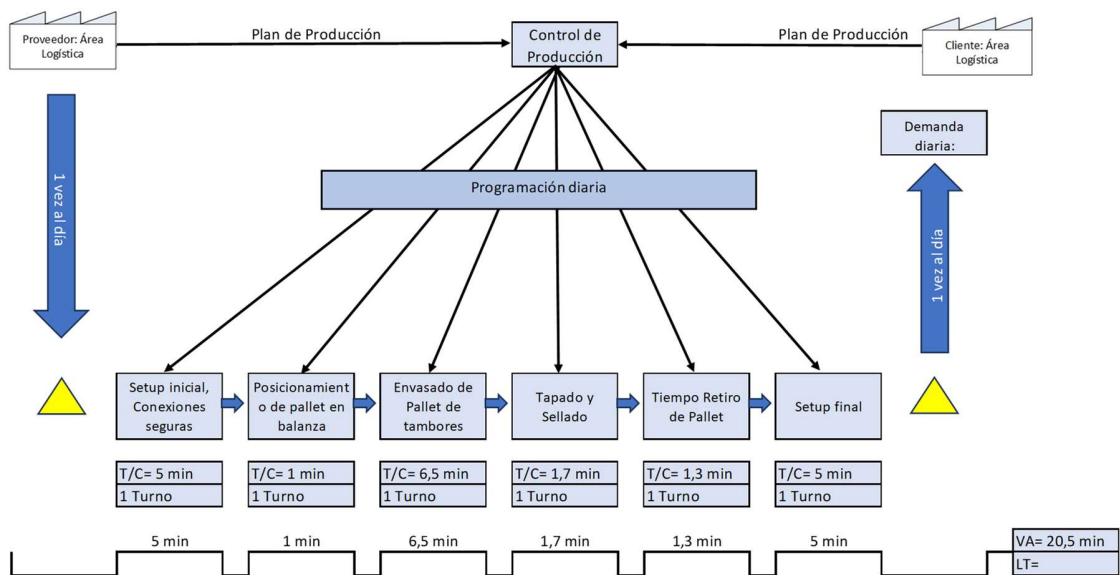 Proveedor: Área
Logística
Plan de Producción
Control de
Producción
Plan de Producción
Cliente: Área
Logística
1 vez al día
Demanda
diaria:
1 vez al día
Programación diaria
Setup inicial,
Conexiones
seguras
Posicionamient
o de pallet en
balanza
Envasado de
Pallet de
tambores
Tapado y
Sellado
Tiempo Retiro
de Pallet
Setup final
T/C= 5 min
1 Turno
T/C= 1 min
1 Turno
T/C= 6,5 min
1 Turno
T/C= 1,7 min
1 Turno
T/C= 1,3 min
1 Turno
T/C= 5 min
1 Turno
5 min
1 min
6,5 min
1,7 min
1,3 min
5 min
VA= 20,5 min
LT=